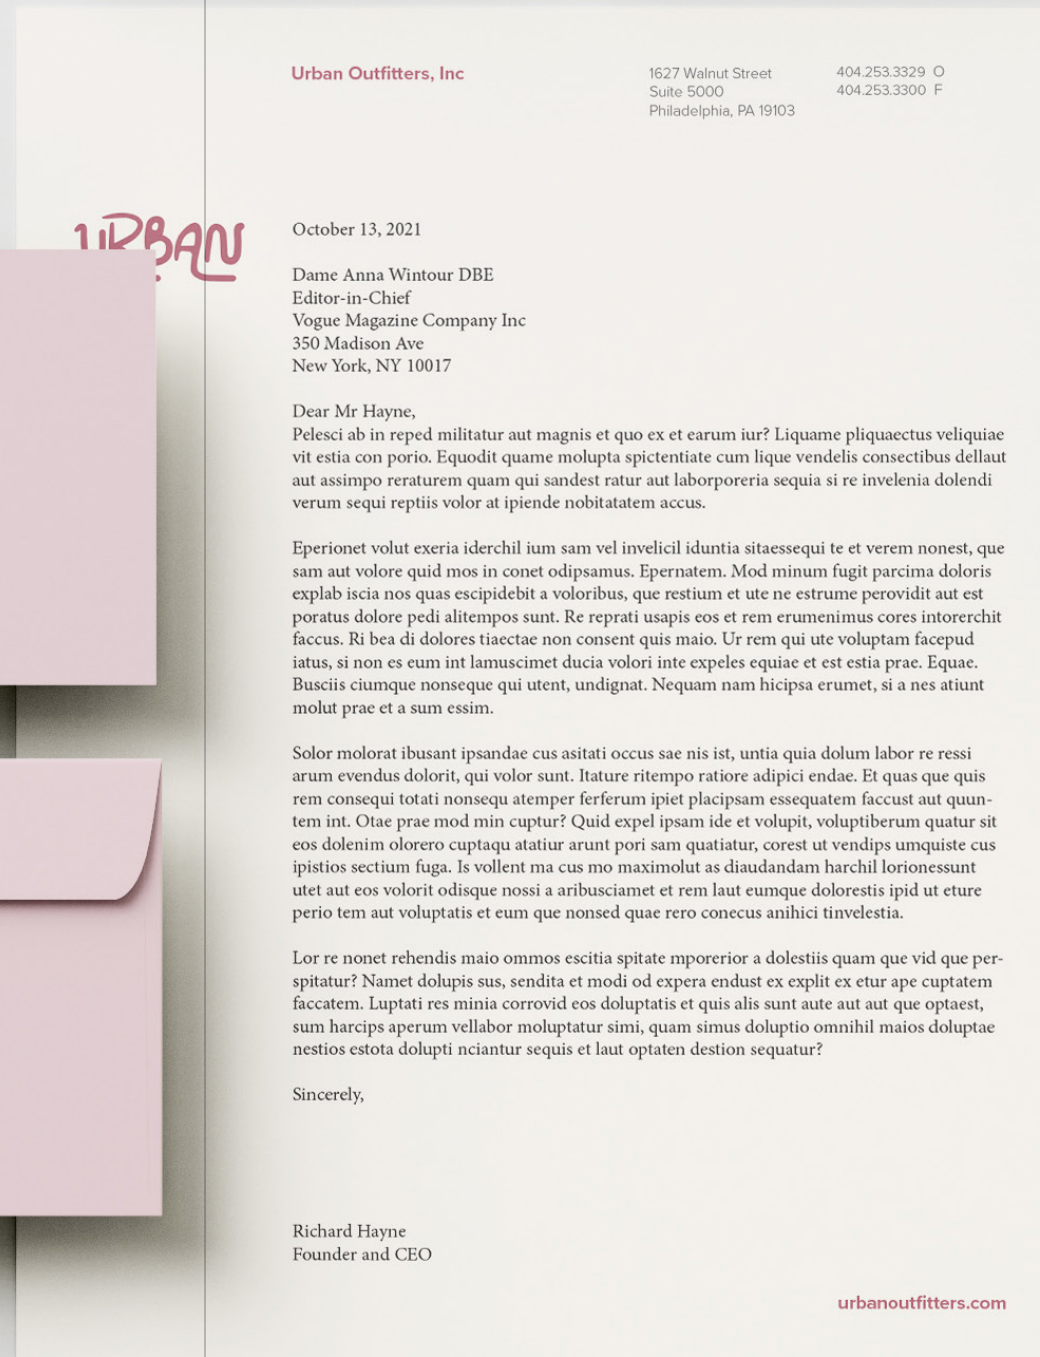 Urban Outfitters, Inc
1627 Walnut Street
Suite 5000
Philadelphia, PA 19103
404.253.3329 O
404.253.3300 F
URBAN
October 13, 2021
Dame Anna Wintour DBE
Editor-in-Chief
Vogue Magazine Company Inc
350 Madison Ave
New York, NY 10017
Dear Mr Hayne,
Pelesci ab in reped militatur aut magnis et quo ex et earum iur? Liquame pliquaectus veliquiae
vit estia con porio. Equodit quame molupta spictentiate cum lique vendelis consectibus dellaut
aut assimpo reraturem quam qui sandest ratur aut laborporeria sequia si re invelenia dolendi
verum sequi reptiis volor at ipiende nobitatatem accus.
Eperionet volut exeria iderchil ium sam vel invelicil iduntia sitaessequi te et verem nonest, que
sam aut volore quid mos in conet odipsamus. Epernatem. Mod minum fugit parcima doloris
explab iscia nos quas escipidebit a voloribus, que restium et ute ne estrume perovidit aut est
poratus dolore pedi alitempos sunt. Re reprati usapis eos et rem erumenimus cores intorerchit
faccus. Ri bea di dolores tiaectae non consent quis maio. Ur rem qui ute voluptam facepud
iatus, si non es eum int lamuscimet ducia volori inte expeles equiae et est estia prae. Equae.
Busciis ciumque nonseque qui utent, undignat. Nequam nam hicipsa erumet, si a nes atiunt
molut prae et a sum essim.
Solor molorat ibusant ipsandae cus asitati occus sae nis ist, untia quia dolum labor re ressi
arum evendus dolorit, qui volor sunt. Itature ritempo ratiore adipici endae. Et quas que quis
rem consequi totati nonsequ atemper ferferum ipiet placipsam essequatem faccust aut quun-
tem int. Otae prae mod min cuptur? Quid expel ipsam ide et volupit, voluptiberum quatur sit
eos dolenim olorero cuptaqu atatiur arunt pori sam quatiatur, corest ut vendips umquiste cus
ipistios sectium fuga. Is vollent ma cus mo maximolut as diaudandam harchil lorionessunt
utet aut eos volorit odisque nossi a aribusciamet et rem laut eumque dolorestis ipid ut eture
perio tem aut voluptatis et eum que nonsed quae rero conecus anihici tinvelestia.
Lor re nonet rehendis maio ommos escitia spitate mporerior a dolestiis quam que vid que per-
spitatur? Namet dolupis sus, sendita et modi od expera endust ex explit ex etur ape cuptatem
faccatem. Luptati res minia corrovid eos doluptatis et quis alis sunt aute aut aut que optaest,
sum harcips aperum vellabor moluptatur simi, quam simus doluptio omnihil maios doluptae
nestios estota dolupti nciantur sequis et laut optaten destion sequatur?
Sincerely,
Richard Hayne
Founder and CEO
urbanoutfitters.com